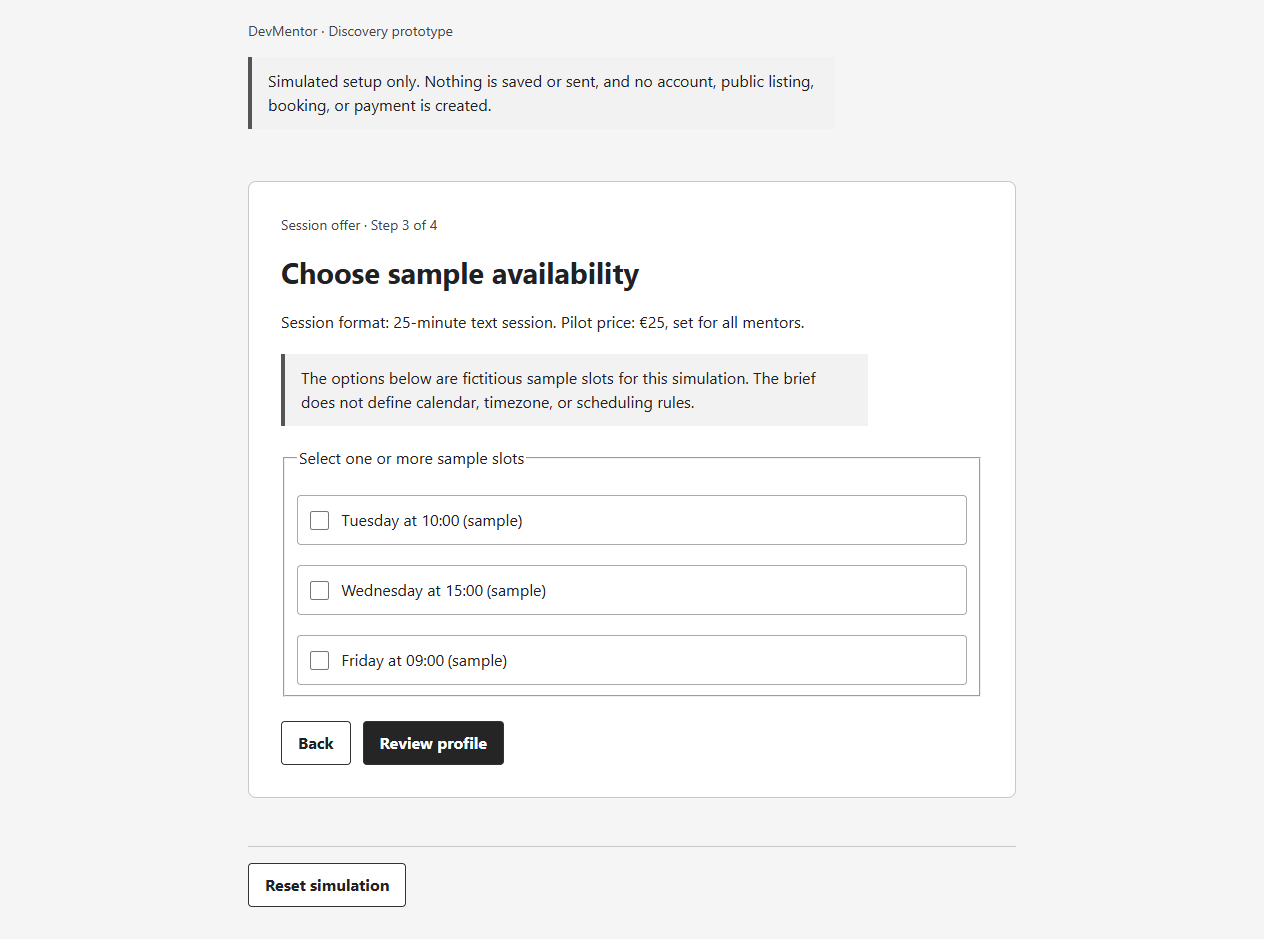 DevMentor · Discovery prototype
Simulated setup only. Nothing is saved or sent, and no account, public listing,
booking, or payment is created.
Session offer · Step 3 of 4
Choose sample availability
Session format: 25-minute text session. Pilot price: €25, set for all mentors.
The options below are fictitious sample slots for this simulation. The brief
does not define calendar, timezone, or scheduling rules.
Select one or more sample slots
Tuesday at 10:00 (sample)
Wednesday at 15:00 (sample)
Friday at 09:00 (sample)
Back
Review profile
Reset simulation